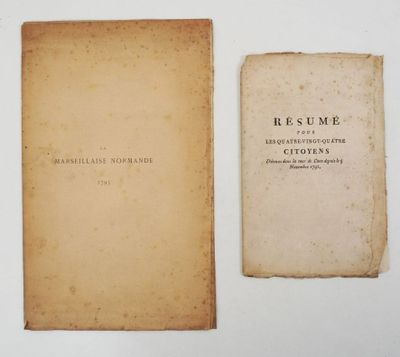 LA
MARSEILLAISE NORMANDE
1793
RÉSUMÉ
POUR
LES QUATRE-VINGT-QUATRE
CITOYENS
Détenus dans la tour de Caen depuis le 5
Novembre 1791.